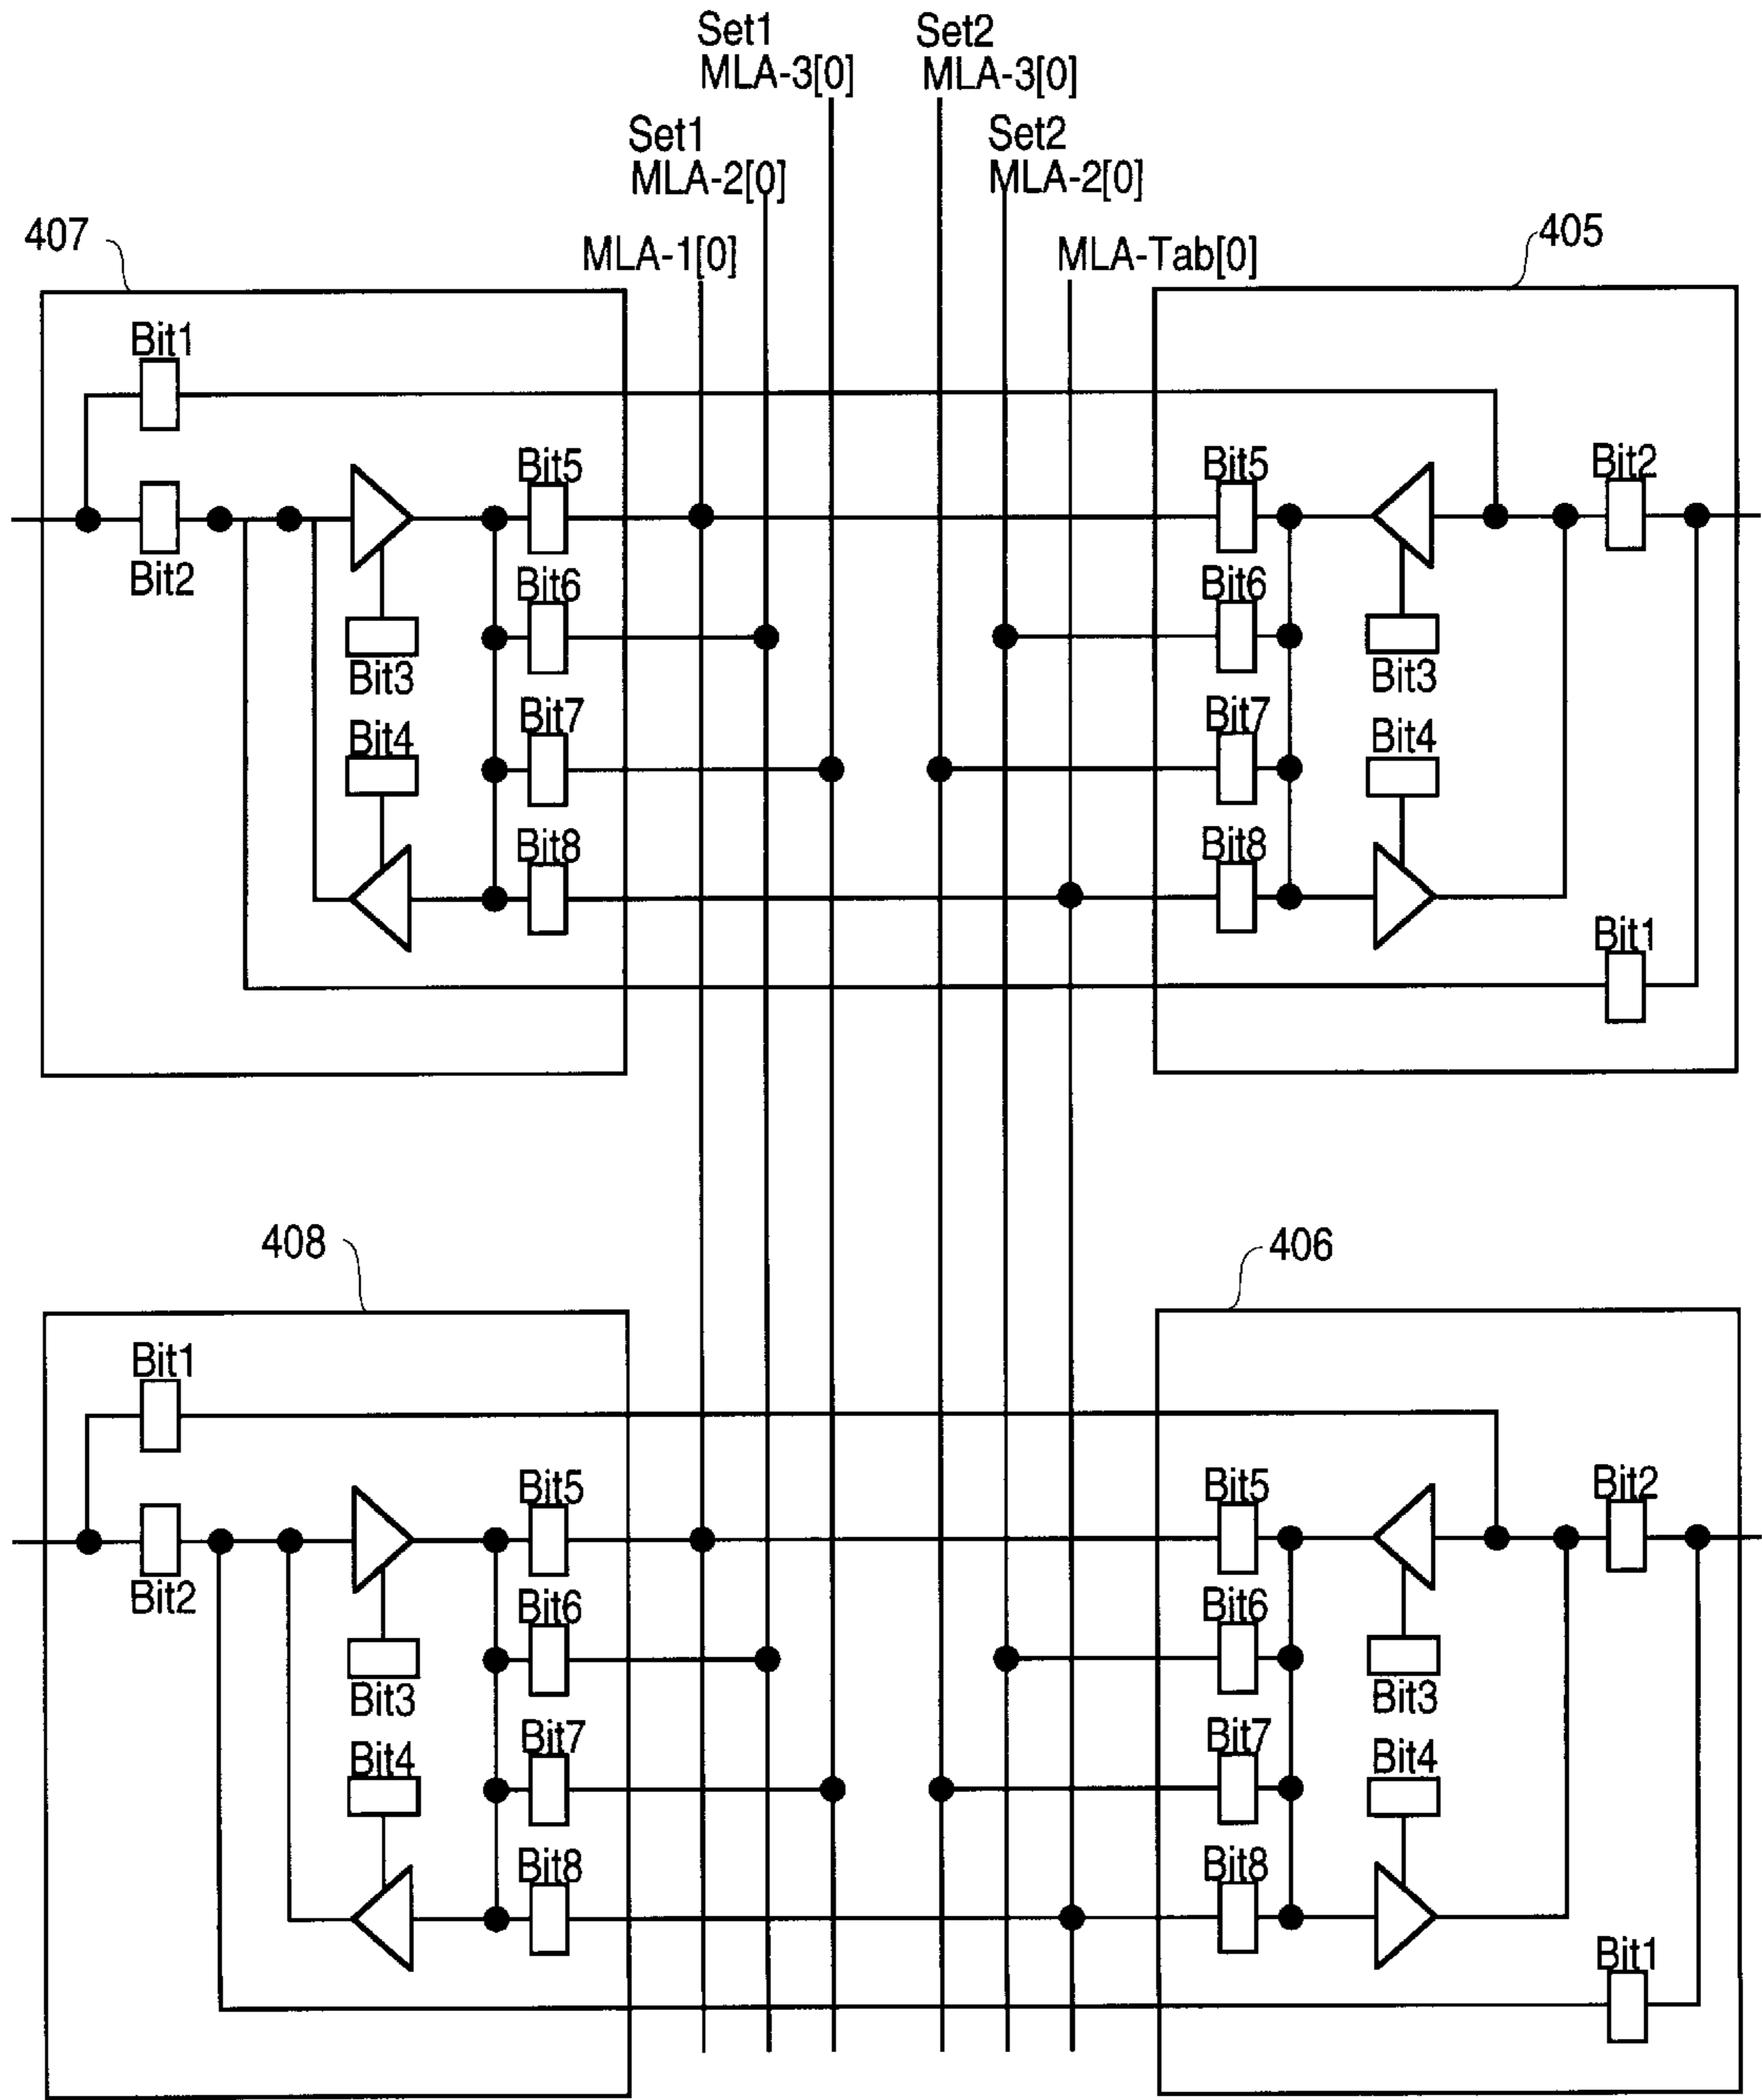 Set1
MLA-3[0]
Set2
MLA-3[0]
Set1
MLA-2[0]
Set2
MLA-2[0]
407
MLA-1[0]
MLA-Tab[0]
405
Bit1
Bit5
Bit5
Bit2
Bit2
Bit6
Bit6
Bit3
Bit3
Bit7
Bit7
Bit4
Bit4
Bit8
Bit8
Bit1
408
406
Bit1
Bit5
Bit5
Bit2
Bit2
Bit6
Bit6
Bit3
Bit3
Bit7
Bit7
Bit4
Bit4
Bit8
Bit8
Bit1